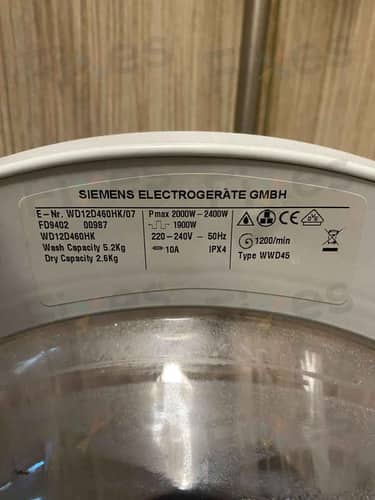 SIEMENS ELECTROGERÄTE GMBH
E-Nr. WD12D460HK/07
FD9402 00987
WD12D460HK
Wash Capacity 5.2Kg
Dry Capacity 2.6Kg
P max 2000W-2400W
1900W
220-240V ~ 50Hz
10A IPX4
1200/min
Type WWD45